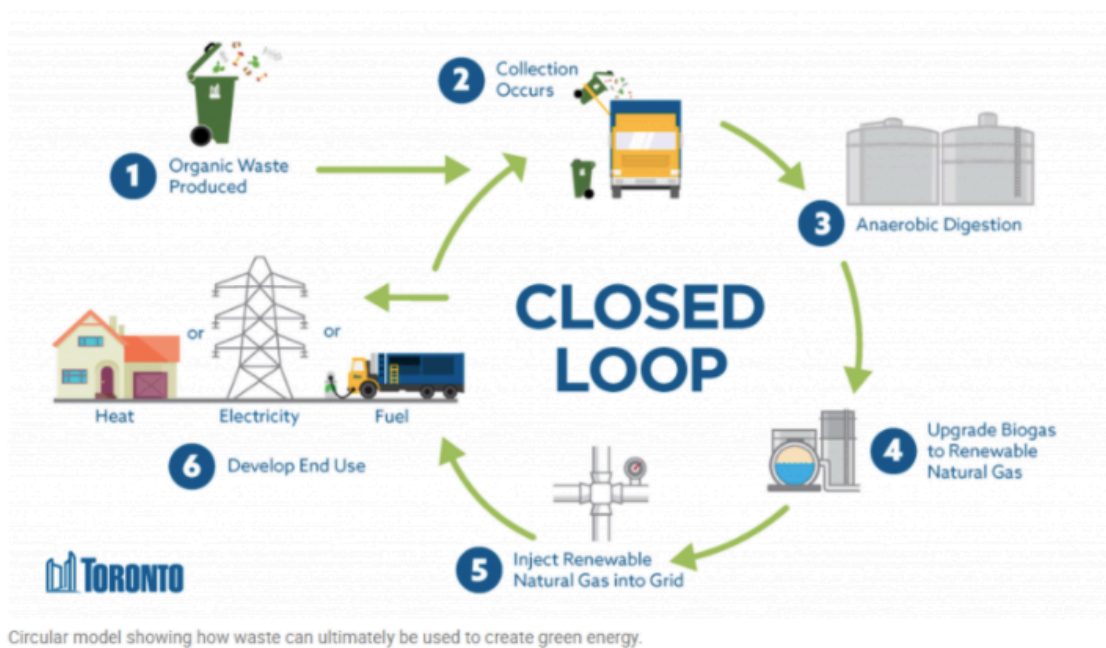 1
Organic Waste
Produced
2
Collection
Occurs
3
Anaerobic Digestion
CLOSED
LOOP
4
Upgrade Biogas
to Renewable
Natural Gas
5
Inject Renewable
Natural Gas into Grid
or
or
Heat
Electricity
Fuel
6
Develop End Use
TORONTO
Circular model showing how waste can ultimately be used to create green energy.